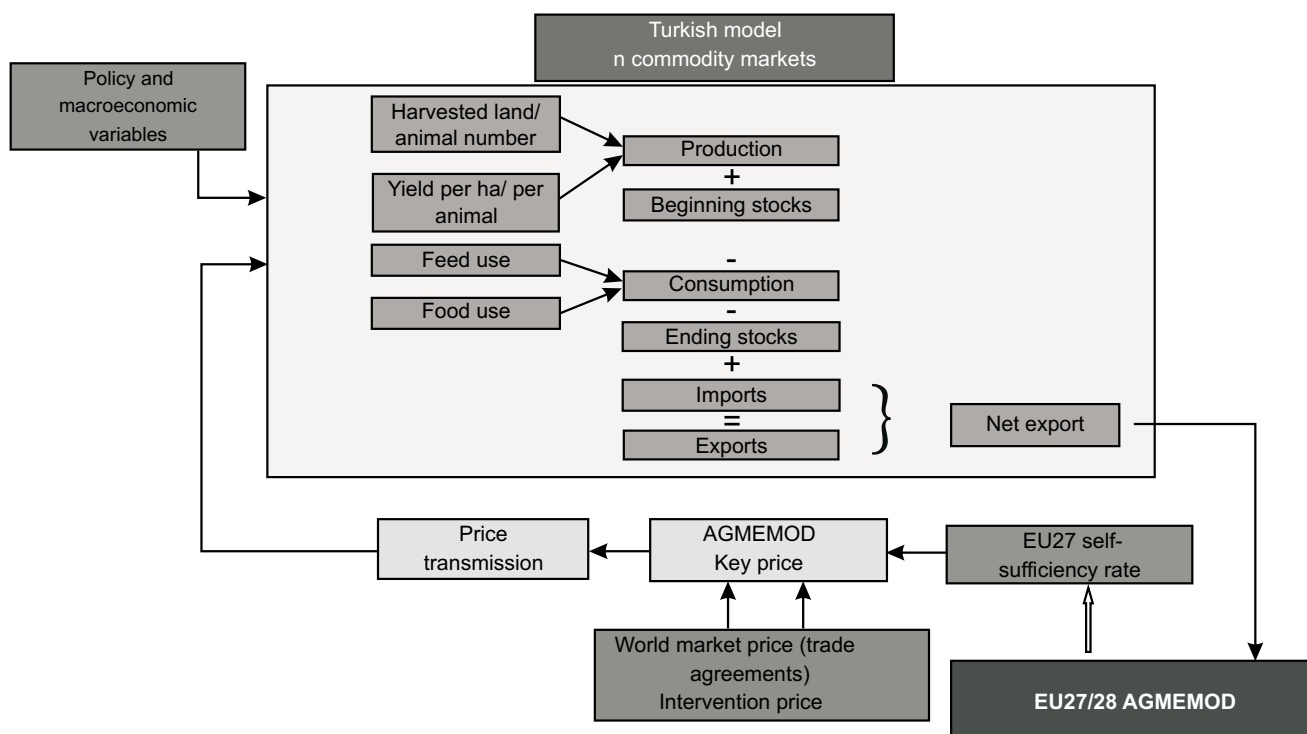 Turkish model
n commodity markets
Policy and
macroeconomic
variables
Harvested land/
animal number
Production
+
Yield per ha/ per
animal
Beginning stocks
-
Feed use
Consumption
Food use
-
Ending stocks
+
Imports
=
Exports
}
Net export
Price
transmission
AGMEMOD
Key price
EU27 self-
sufficiency rate
World market price (trade
agreements)
Intervention price
EU27/28 AGMEMOD